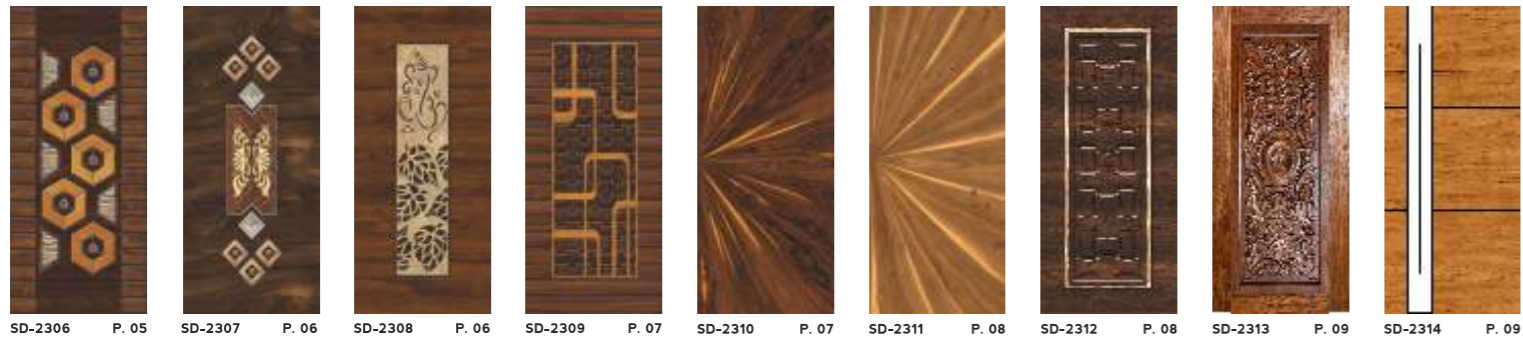 SD-2306 P. 05
SD-2307 P. 06
SD-2308 P. 06
SD-2309 P. 07
SD-2310 P. 07
SD-2311 P. 08
SD-2312 P. 08
SD-2313 P. 09
SD-2314 P. 09